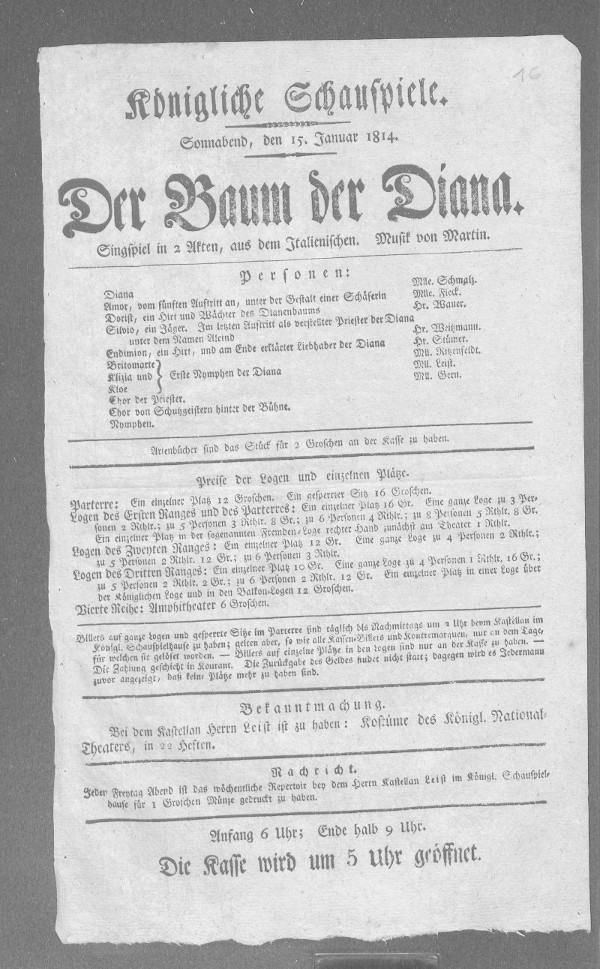 16
Königliche Schauspiele.
Sonnabend, den 15. Januar 1814.
Der Baum der Diana.
Singspiel in 2 Akten, aus dem Italienischen. Musik von Martin.
Personen:
Diana Mlle. Schmalz.
Amor, vom fünften Auftritt an, unter der Gestalt einer Schäferin Mlle. Fleck.
Dorist, ein Hirt und Wächter des Dianenbaums Hr. Wauer.
Silvio, ein Jäger. Im letzten Auftritt als verstellter Priester der Diana
unter dem Namen Alcind Hr. Weitzmann.
Endimion, ein Hirt, und am Ende erklärter Liebhaber der Diana Hr. Stümer.
Britomarte Mll. Ritzenfeldt.
Klizia und Erste Nymphen der Diana Mll. Leist.
Kloe Mll. Gern.
Chor der Priester.
Chor von Schutzgeistern hinter der Bühne.
Nymphen.
Arienbücher sind das Stück für 2 Groschen an der Kasse zu haben.
Preise der Logen und einzelnen Plätze.
Parterre: Ein einzelner Platz 12 Groschen. Ein gesperrter Sitz 16 Groschen.
Logen des Ersten Ranges und des Parterres: Ein einzelner Platz 16 Gr. Eine ganze Loge zu 3 Per-
sonen 2 Rthlr.; zu 5 Personen 3 Rthlr. 8 Gr.; zu 6 Personen 4 Rthlr.; zu 8 Personen 5 Rthlr. 8 Gr.
Ein einzelner Platz in der sogenannten Fremden-Loge rechter Hand zunächst am Theater 1 Rthlr.
Logen des Zweyten Ranges: Ein einzelner Platz 12 Gr. Eine ganze Loge zu 4 Personen 2 Rthlr.;
zu 5 Personen 2 Rthlr. 12 Gr.; zu 6 Personen 3 Rthlr.
Logen des Dritten Ranges: Ein einzelner Platz 10 Gr. Eine ganze Loge zu 4 Personen 1 Rthlr. 16 Gr.;
zu 5 Personen 2 Rthlr. 2 Gr.; zu 6 Personen 2 Rthlr. 12 Gr. Ein einzelner Platz in einer Loge über
der Königlichen Loge und in den Balkon-Logen 12 Groschen.
Vierte Reihe: Amphitheater 6 Groschen.
Billets auf ganze Logen und gesperrte Sitze im Parterre sind täglich bis Nachmittags um 2 Uhr beym Kastellan im
Königl. Schauspielhause zu haben; gelten aber, so wie alle Kassen-Billets und Kontremarquen, nur an dem Tage,
für welchen sie gelöset worden. — Billets auf einzelne Plätze in den Logen sind nur an der Kasse zu haben. —
Die Zahlung geschieht in Kourant. Die Zurückgabe des Geldes findet nicht statt; dagegen wird es Jedermann
zuvor angezeigt, daß keine Plätze mehr zu haben sind.
Bekanntmachung.
Bei dem Kastellan Herrn Leist ist zu haben: Kostüme des Königl. National-
Theaters, in 22 Heften.
Nachricht.
Jeder Freytag Abend ist das wöchentliche Repertoir bey dem Herrn Kastellan Leist im Königl. Schauspiel-
hause für 1 Groschen Münze gedruckt zu haben.
Anfang 6 Uhr; Ende halb 9 Uhr.
Die Kasse wird um 5 Uhr geöffnet.